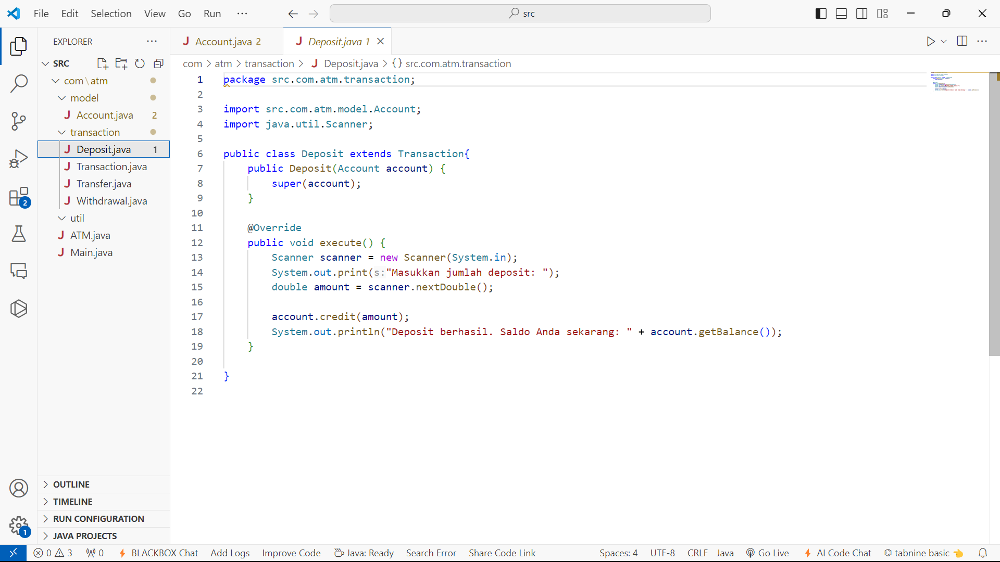 File Edit Selection View Go Run ··· src
EXPLORER ···
SRC
com\atm
model
Account.java 2
transaction
Deposit.java 1
Transaction.java
Transfer.java
Withdrawal.java
util
ATM.java
Main.java
OUTLINE
TIMELINE
RUN CONFIGURATION
JAVA PROJECTS
2
1
Account.java 2 Deposit.java 1
com > atm > transaction > Deposit.java > {} src.com.atm.transaction
1 package src.com.atm.transaction;
2
3 import src.com.atm.model.Account;
4 import java.util.Scanner;
5
6 public class Deposit extends Transaction{
7 public Deposit(Account account) {
8 super(account);
9 }
10
11 @Override
12 public void execute() {
13 Scanner scanner = new Scanner(System.in);
14 System.out.print(s:"Masukkan jumlah deposit: ");
15 double amount = scanner.nextDouble();
16
17 account.credit(amount);
18 System.out.println("Deposit berhasil. Saldo Anda sekarang: " + account.getBalance());
19 }
20
21 }
22
0 3 0 BLACKBOX Chat Add Logs Improve Code Java: Ready Search Error Share Code Link Spaces: 4 UTF-8 CRLF Java Go Live AI Code Chat tabnine basic 👈